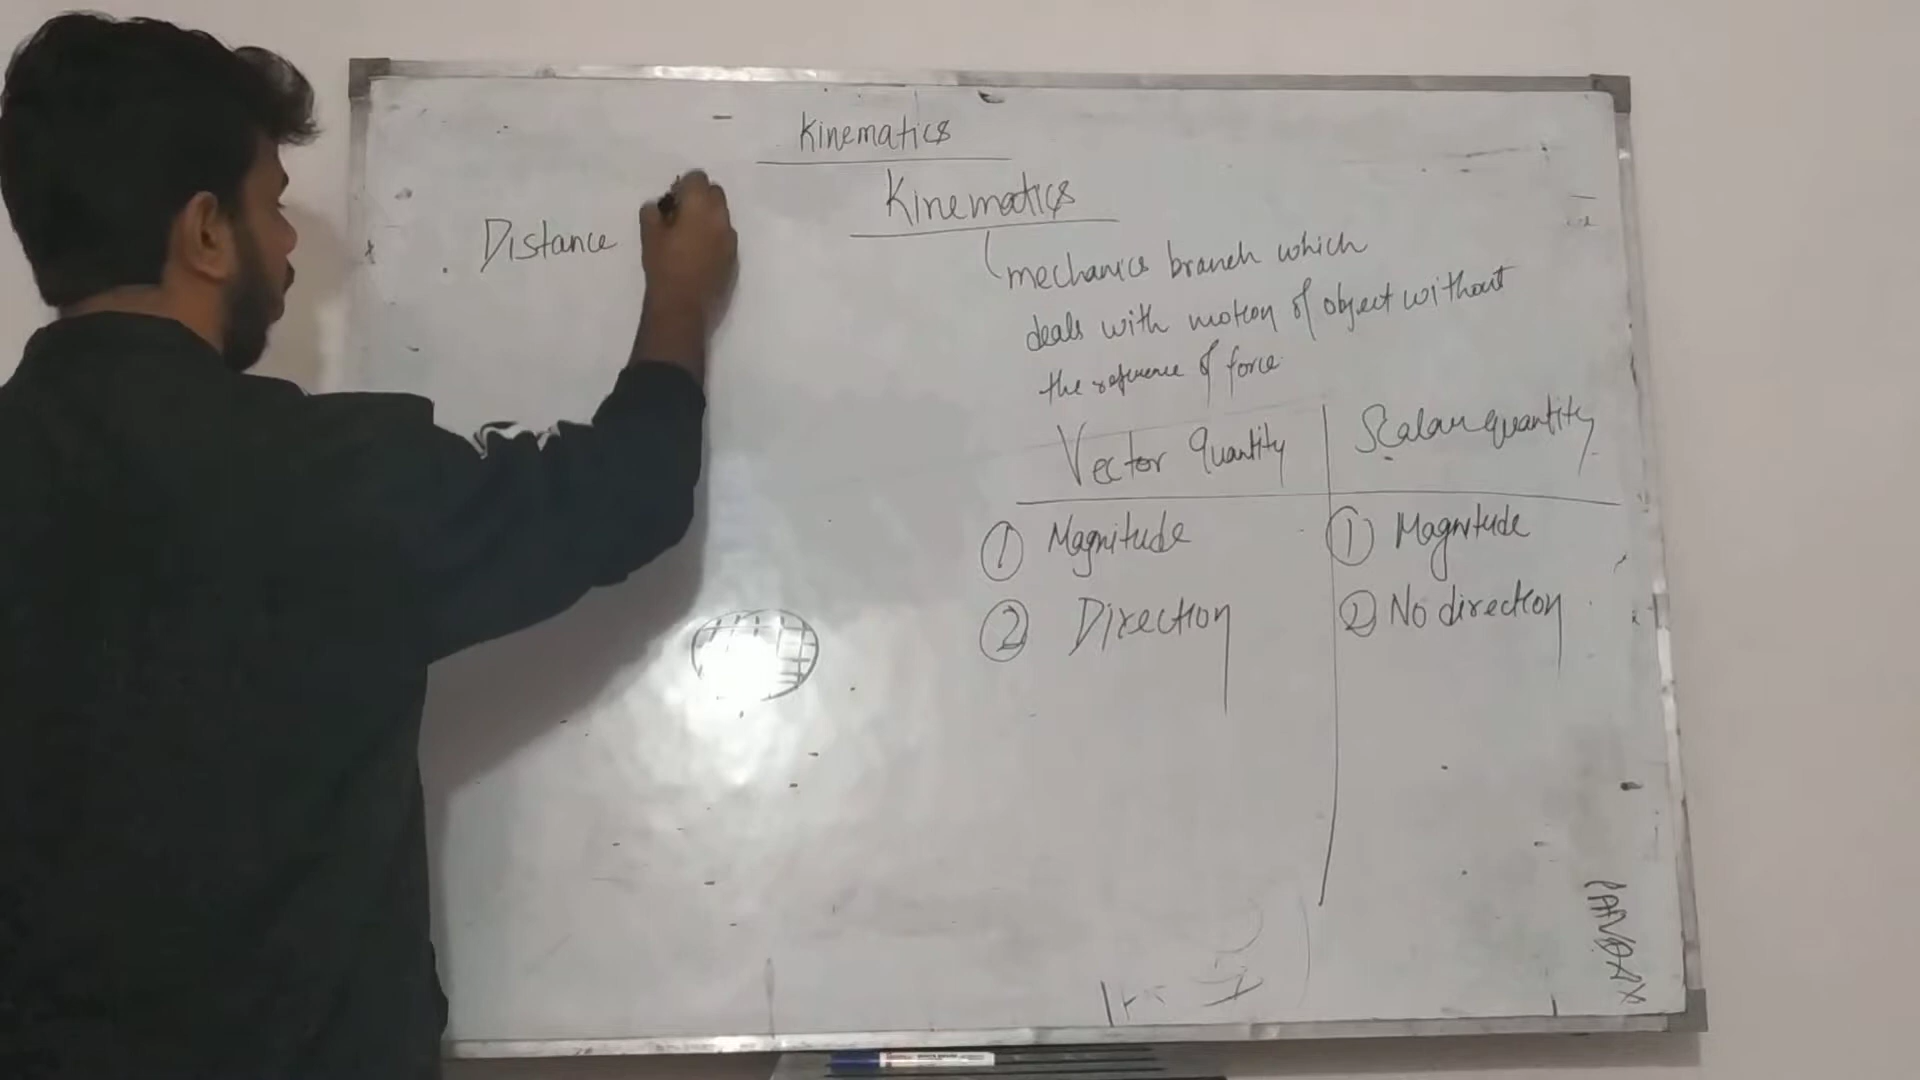 Kinematics
Kinematics
Distance
mechanics branch which
deals with motion of object without
the reference of force
Vector Quantity
Scalar quantity
① Magnitude
① Magnitude
② Direction
② No direction